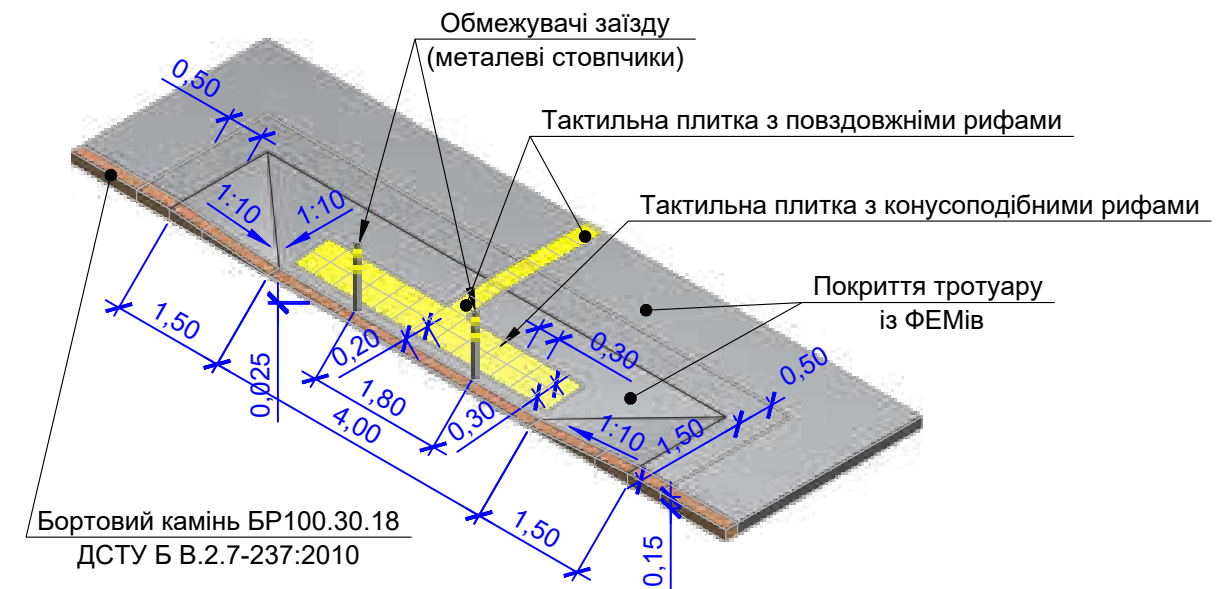 Обмежувачі заїзду
(металеві стовпчики)
0,50
Тактильна плитка з повздовжніми рифами
1:10
1:10
Тактильна плитка з конусоподібними рифами
Покриття тротуару
із ФЕМів
1,50
0,025
0,20
0,30
0,50
1,80
4,00
0,30
1:10
1,50
Бортовий камінь БР100.30.18
ДСТУ Б В.2.7-237:2010
1,50
0,15